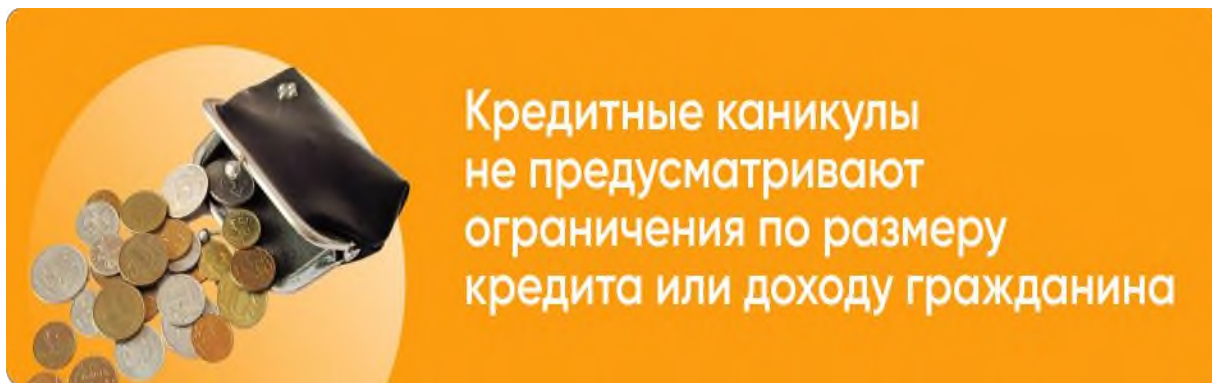 Кредитные каникулы
не предусматривают
ограничения по размеру
кредита или доходу гражданина